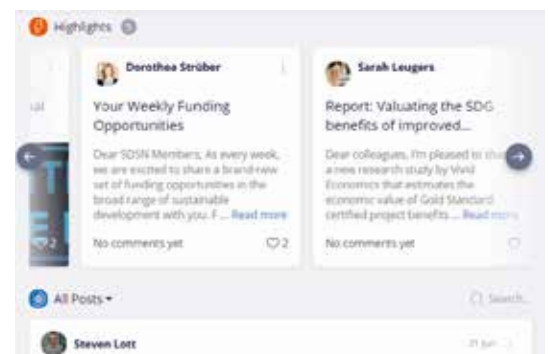 Highlights
Dorothea Strüber
Your Weekly Funding
Opportunities
Dear SDSN Members, As every week,
we are excited to share a brand-new
set of funding opportunities in the
broad range of sustainable
development with you. F... Read more
No comments yet
2
Sarah Leugers
Report: Valuating the SDG
benefits of improved...
Dear colleagues, I'm pleased to
a new research study by Vivid
Economics that estimates the
economic value of Gold Standard
certified project benefits ... Read more
No comments yet
2
All Posts
Search...
Steven Lott